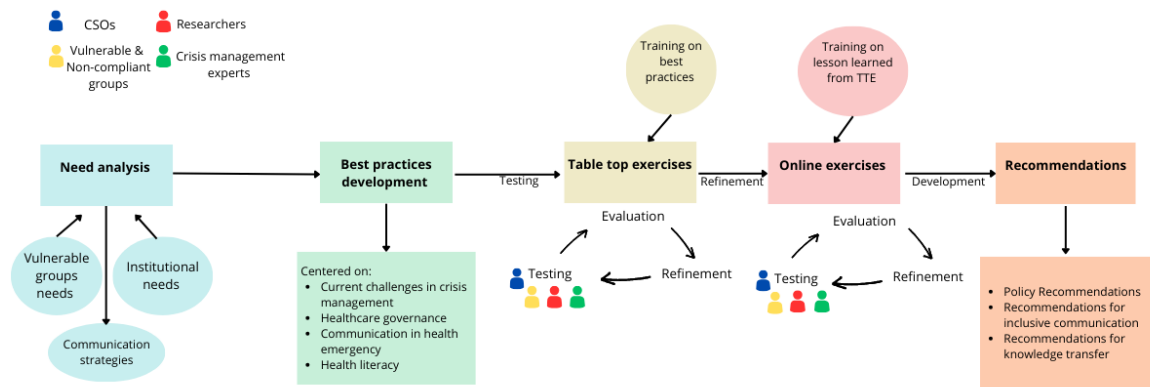 CSOs
Researchers
Vulnerable &
Non-compliant
groups
Crisis management
experts
Training on
best
practices
Training on
lesson learned
from TTE
Need analysis
Best practices
development
Testing
Table top exercises
Refinement
Online exercises
Development
Recommendations
Vulnerable
groups
needs
Institutional
needs
Communication
strategies
Centered on:
• Current challenges in crisis
management
• Healthcare governance
• Communication in health
emergency
• Health literacy
Evaluation
Testing
Refinement
Evaluation
Testing
Refinement
• Policy Recommendations
• Recommendations for
inclusive communication
• Recommendations for
knowledge transfer